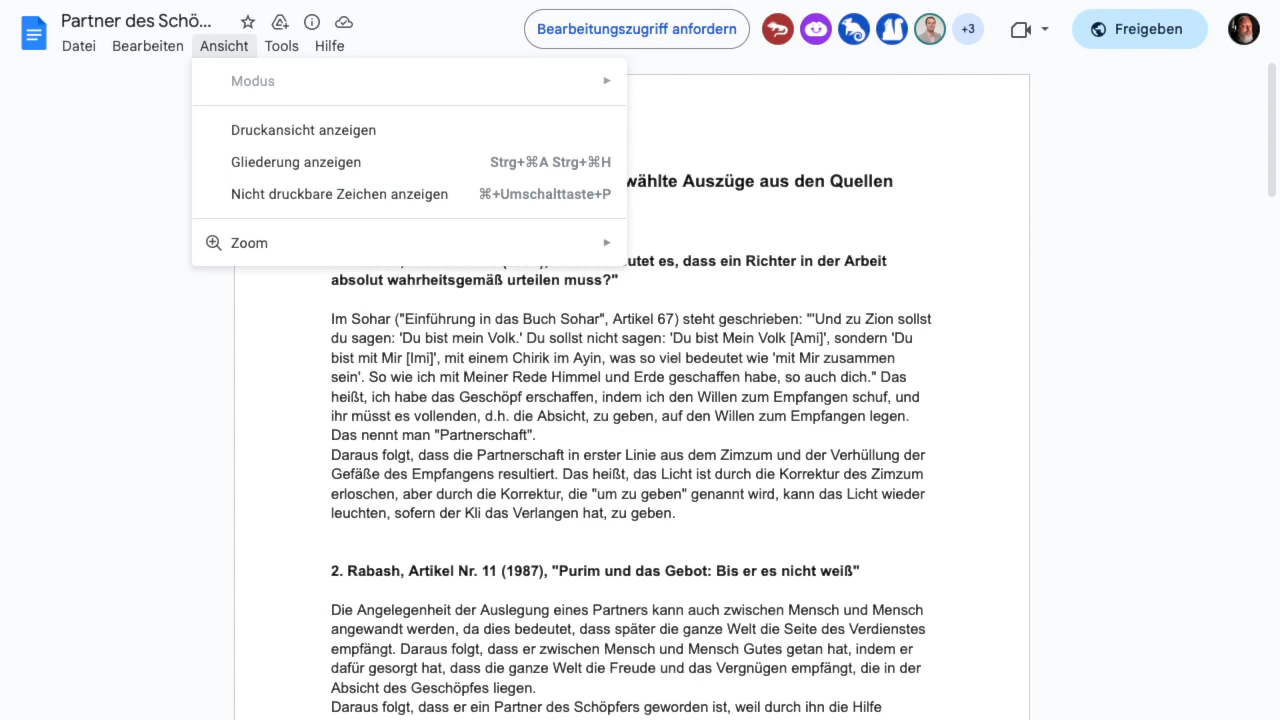 Partner des Schö...
Bearbeitungszugriff anfordern
+3
Freigeben
Datei Bearbeiten Ansicht Tools Hilfe
Modus
Druckansicht anzeigen
Gliederung anzeigen Strg+⌘A Strg+⌘H
Nicht druckbare Zeichen anzeigen ⌘+Umschalttaste+P
Zoom
wählte Auszüge aus den Quellen
utet es, dass ein Richter in der Arbeit
absolut wahrheitsgemäß urteilen muss?"
Im Sohar ("Einführung in das Buch Sohar", Artikel 67) steht geschrieben: "'Und zu Zion sollst
du sagen: 'Du bist mein Volk.' Du sollst nicht sagen: 'Du bist Mein Volk [Ami]', sondern 'Du
bist mit Mir [Imi]', mit einem Chirik im Ayin, was so viel bedeutet wie 'mit Mir zusammen
sein'. So wie ich mit Meiner Rede Himmel und Erde geschaffen habe, so auch dich." Das
heißt, ich habe das Geschöpf erschaffen, indem ich den Willen zum Empfangen schuf, und
ihr müsst es vollenden, d.h. die Absicht, zu geben, auf den Willen zum Empfangen legen.
Das nennt man "Partnerschaft".
Daraus folgt, dass die Partnerschaft in erster Linie aus dem Zimzum und der Verhüllung der
Gefäße des Empfangens resultiert. Das heißt, das Licht ist durch die Korrektur des Zimzum
erloschen, aber durch die Korrektur, die "um zu geben" genannt wird, kann das Licht wieder
leuchten, sofern der Kli das Verlangen hat, zu geben.
2. Rabash, Artikel Nr. 11 (1987), "Purim und das Gebot: Bis er es nicht weiß"
Die Angelegenheit der Auslegung eines Partners kann auch zwischen Mensch und Mensch
angewandt werden, da dies bedeutet, dass später die ganze Welt die Seite des Verdienstes
empfängt. Daraus folgt, dass er zwischen Mensch und Mensch Gutes getan hat, indem er
dafür gesorgt hat, dass die ganze Welt die Freude und das Vergnügen empfängt, die in der
Absicht des Geschöpfes liegen.
Daraus folgt, dass er ein Partner des Schöpfers geworden ist, weil durch ihn die Hilfe